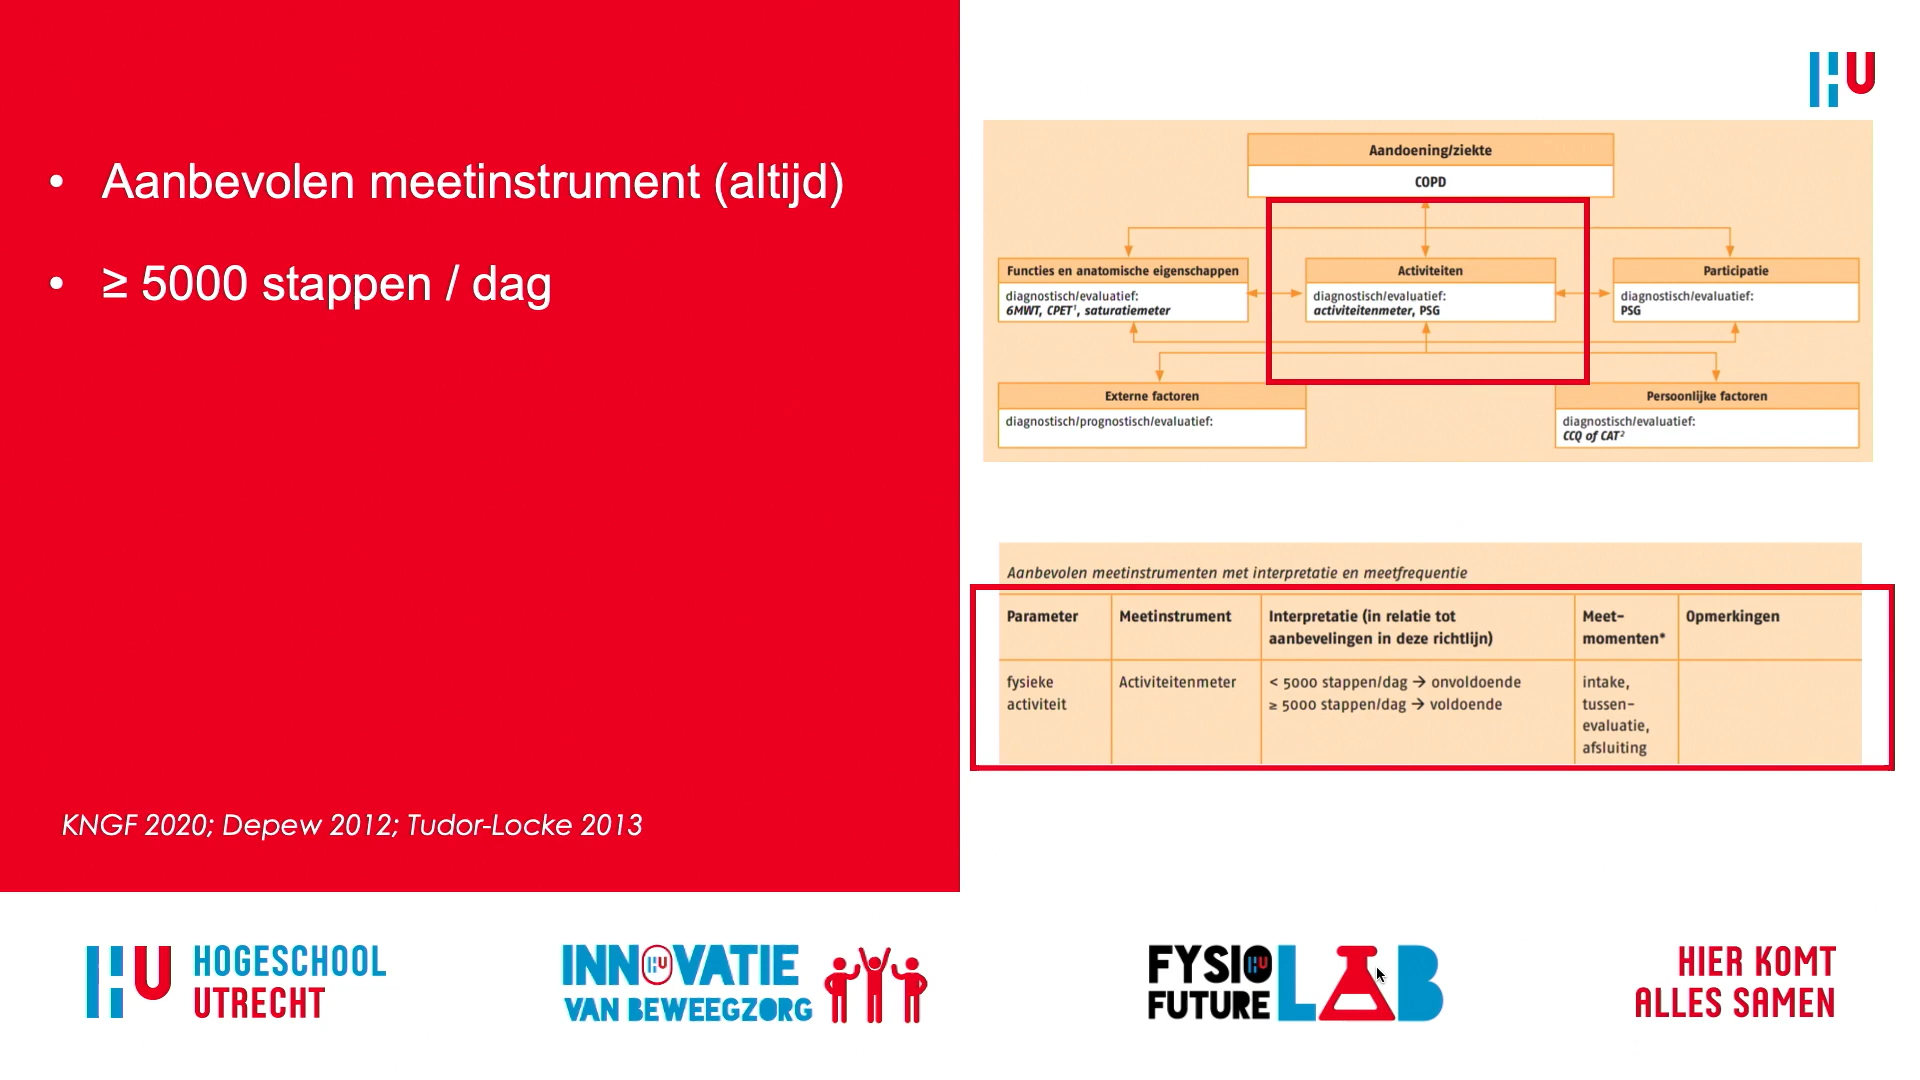 • Aanbevolen meetinstrument (altijd)
• ≥ 5000 stappen / dag
KNGF 2020; Depew 2012; Tudor-Locke 2013
HU
Aandoening/ziekte
COPD
Functies en anatomische eigenschappen
diagnostisch/evaluatief:
6MWT, CPET¹, saturatiemeter
Activiteiten
diagnostisch/evaluatief:
activiteitenmeter, PSG
Participatie
diagnostisch/evaluatief:
PSG
Externe factoren
diagnostisch/prognostisch/evaluatief:
Persoonlijke factoren
diagnostisch/evaluatief:
CCQ of CAT²
Aanbevolen meetinstrumenten met interpretatie en meetfrequentie
Parameter
Meetinstrument
Interpretatie (in relatie tot
aanbevelingen in deze richtlijn)
Meet-
momenten*
Opmerkingen
fysieke
activiteit
Activiteitenmeter
< 5000 stappen/dag → onvoldoende
≥ 5000 stappen/dag → voldoende
intake,
tussen-
evaluatie,
afsluiting
HU HOGESCHOOL
UTRECHT
INNOVATIE
VAN BEWEEGZORG
FYSIO
FUTURE
LAB
HIER KOMT
ALLES SAMEN